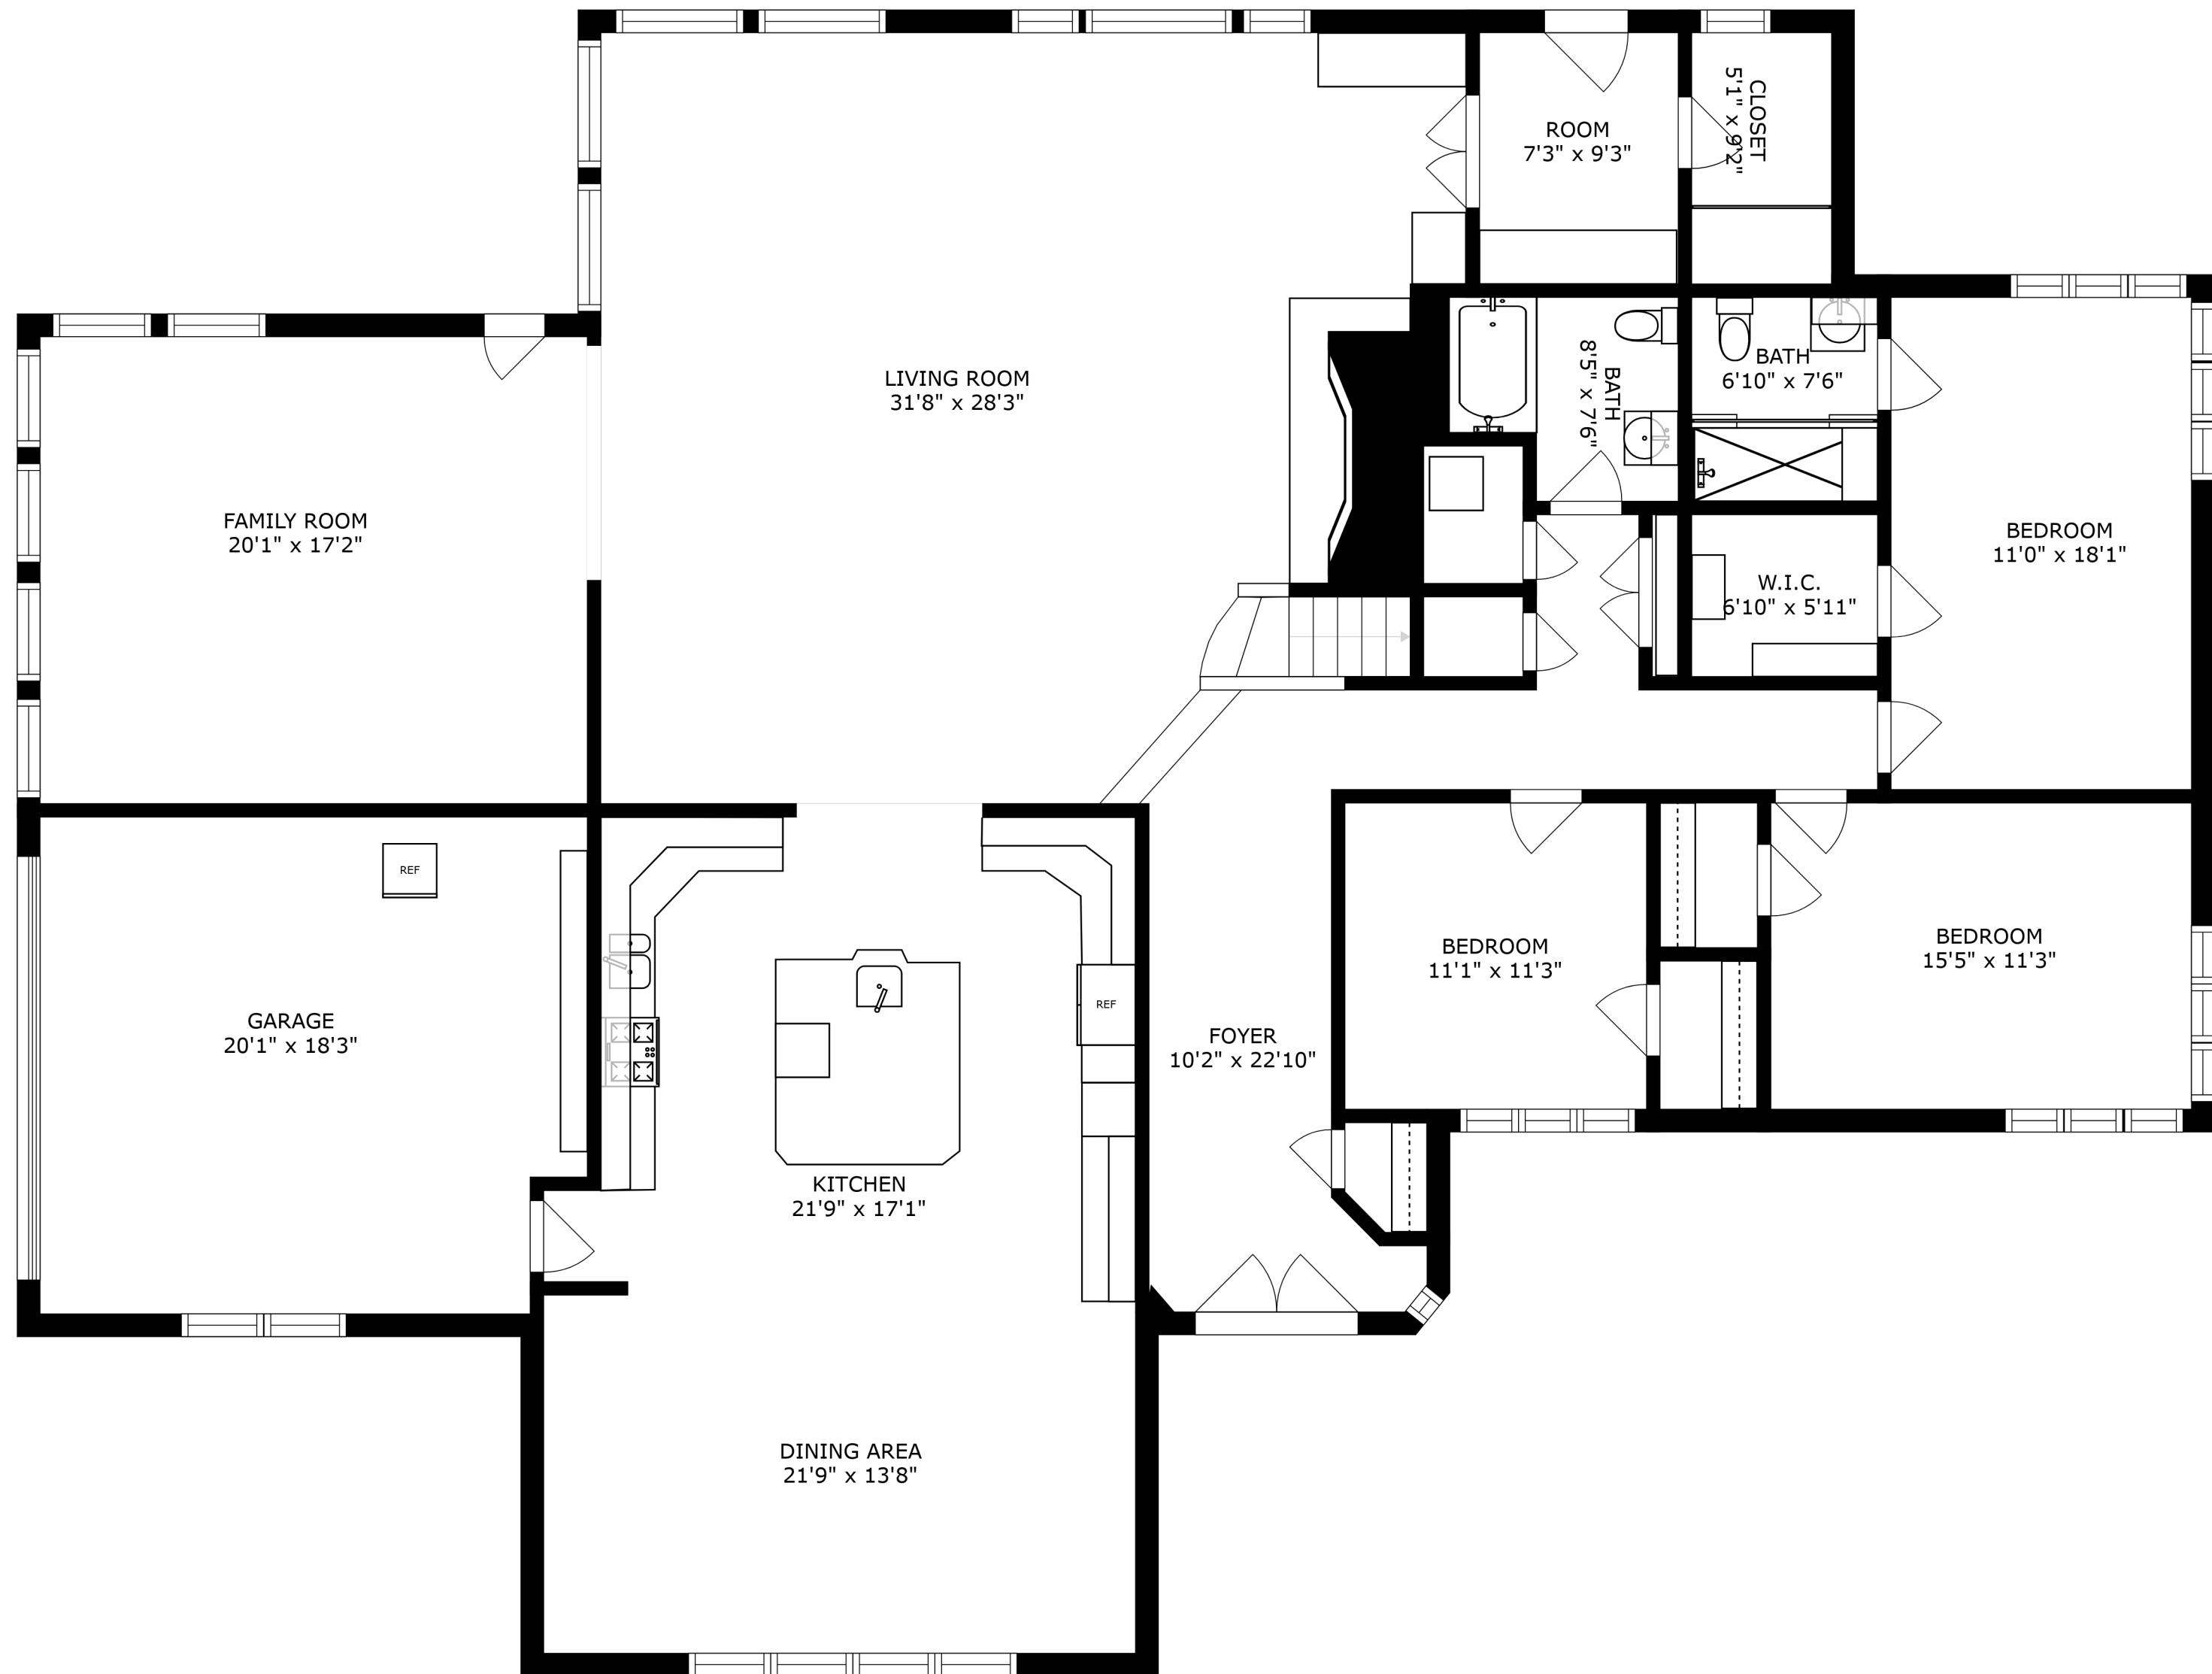 ROOM
7'3" x 9'3"
CLOSET
5'1" x 9'2"
LIVING ROOM
31'8" x 28'3"
BATH
8'5" x 7'6"
BATH
6'10" x 7'6"
FAMILY ROOM
20'1" x 17'2"
BEDROOM
11'0" x 18'1"
W.I.C.
6'10" x 5'11"
REF
BEDROOM
11'1" x 11'3"
BEDROOM
15'5" x 11'3"
REF
GARAGE
20'1" x 18'3"
FOYER
10'2" x 22'10"
KITCHEN
21'9" x 17'1"
DINING AREA
21'9" x 13'8"